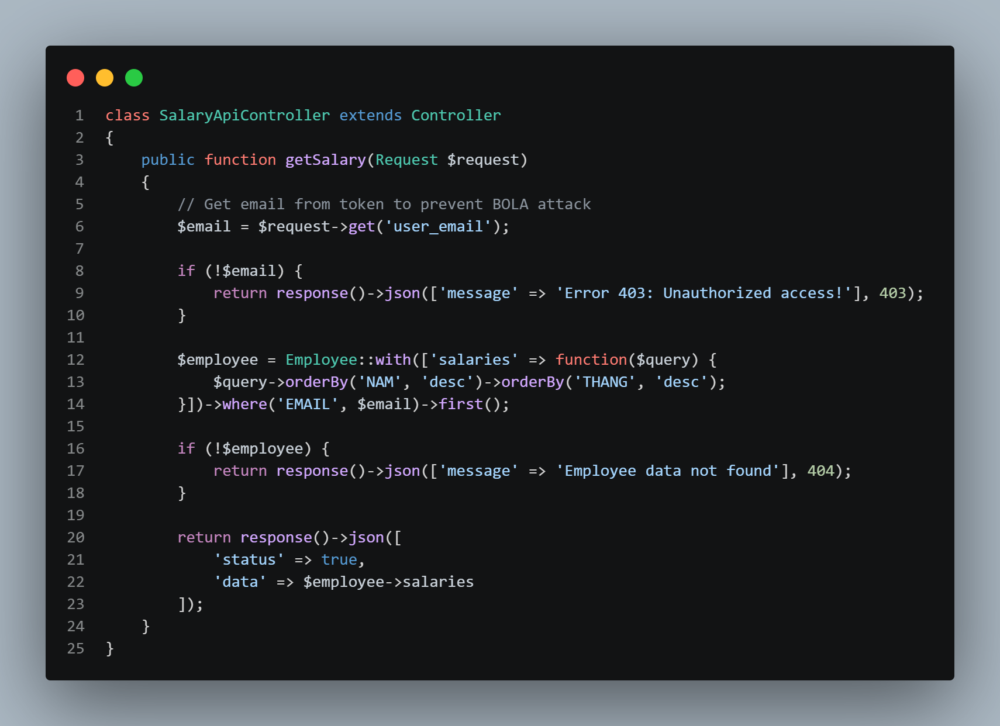 1 class SalaryApiController extends Controller
2 {
3     public function getSalary(Request $request)
4     {
5         // Get email from token to prevent BOLA attack
6         $email = $request->get('user_email');
7
8         if (!$email) {
9             return response()->json(['message' => 'Error 403: Unauthorized access!'], 403);
10         }
11
12         $employee = Employee::with(['salaries' => function($query) {
13             $query->orderBy('NAM', 'desc')->orderBy('THANG', 'desc');
14         }])->where('EMAIL', $email)->first();
15
16         if (!$employee) {
17             return response()->json(['message' => 'Employee data not found'], 404);
18         }
19
20         return response()->json([
21             'status' => true,
22             'data' => $employee->salaries
23         ]);
24     }
25 }